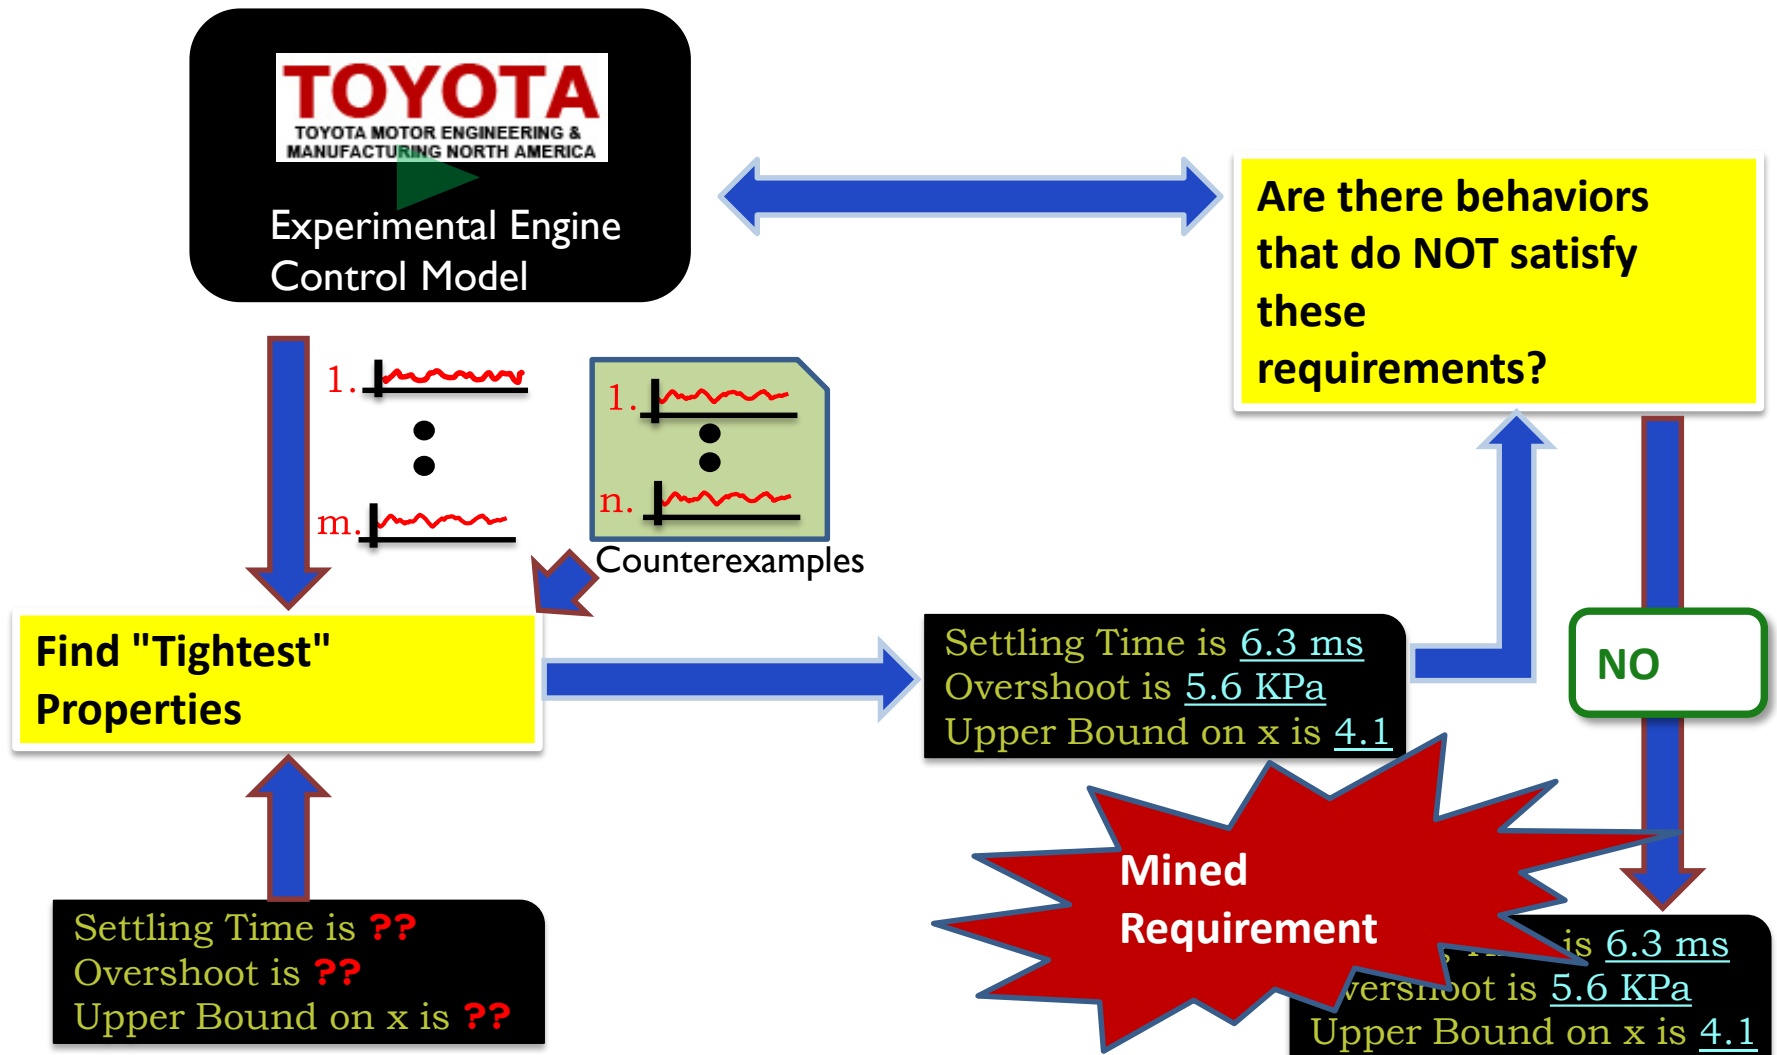 TOYOTA
TOYOTA MOTOR ENGINEERING &
MANUFACTURING NORTH AMERICA
Experimental Engine
Control Model
Are there behaviors
that do NOT satisfy
these
requirements?
1.
m.
1.
n.
Counterexamples
Find "Tightest"
Properties
Settling Time is 6.3 ms
Overshoot is 5.6 KPa
Upper Bound on x is 4.1
NO
Mined
Requirement
Settling Time is ??
Overshoot is ??
Upper Bound on x is ??
is 6.3 ms
vershoot is 5.6 KPa
Upper Bound on x is 4.1